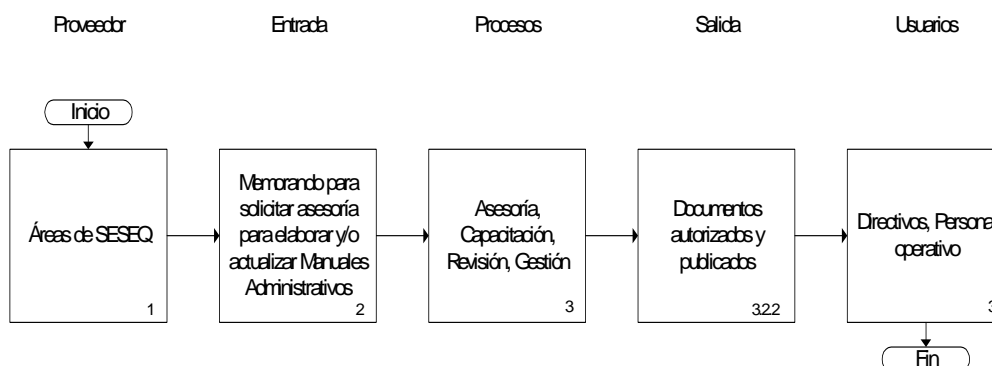 Proveedor
Entrada
Procesos
Salida
Usuarios
Inicio
Áreas de SESEQ
1
Memorando para
solicitar asesoría
para elaborar y/o
actualizar Manuales
Administrativos
2
Asesoría,
Capacitación,
Revisión, Gestión
3
Documentos
autorizados y
publicados
3.2.2
Directivos, Persona
operativo
3
Fin